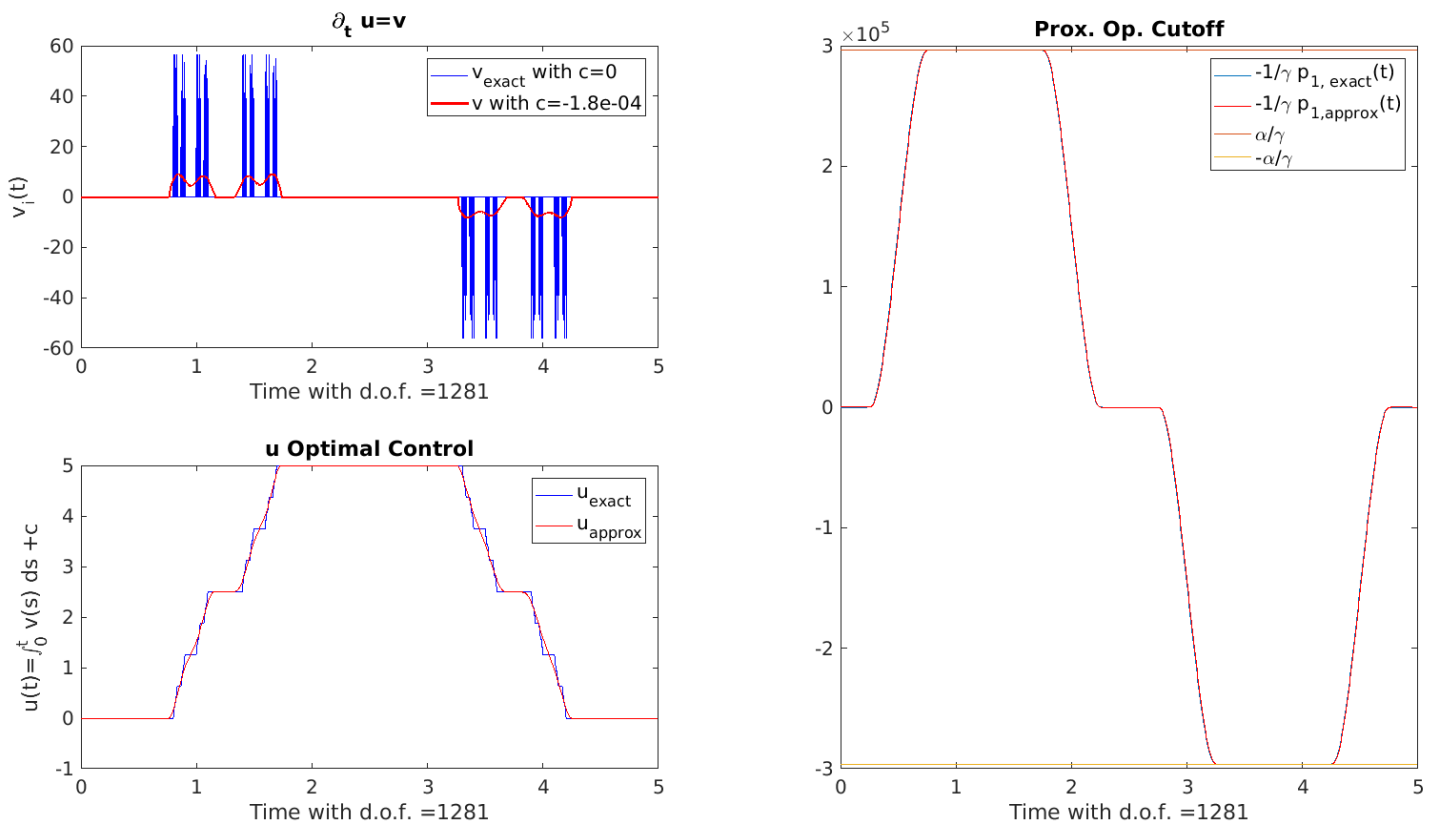 ∂t u=v
60
40
20
0
-20
-40
-60
vi(t)
vexact with c=0
v with c=-1.8e-04
0 1 2 3 4 5
Time with d.o.f. =1281
u Optimal Control
5
4
3
2
1
0
-1
u(t)=∫0t v(s) ds +c
uexact
uapprox
0 1 2 3 4 5
Time with d.o.f. =1281
Prox. Op. Cutoff
×105
3
2
1
0
-1
-2
-3
-1/γ p1, exact(t)
-1/γ p1,approx(t)
α/γ
-α/γ
0 1 2 3 4 5
Time with d.o.f. =1281